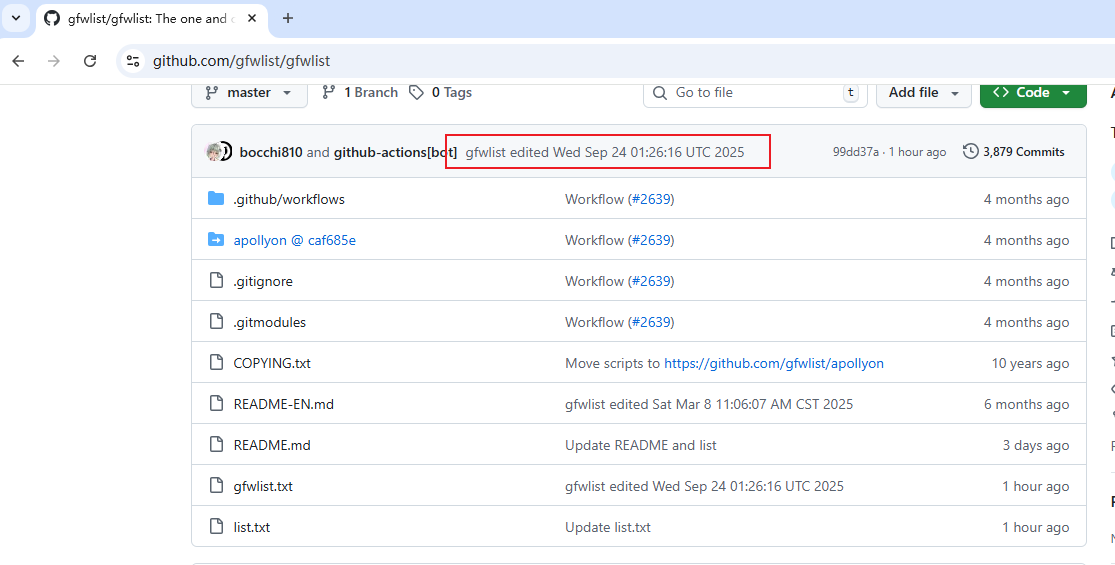 gfwlist/gfwlist: The one and
github.com/gfwlist/gfwlist
master 1 Branch 0 Tags Go to file t Add file Code
bocchi810 and github-actions[bot] gfwlist edited Wed Sep 24 01:26:16 UTC 2025 99dd37a · 1 hour ago 3,879 Commits
.github/workflows Workflow (#2639) 4 months ago
apollyon @ caf685e Workflow (#2639) 4 months ago
.gitignore Workflow (#2639) 4 months ago
.gitmodules Workflow (#2639) 4 months ago
COPYING.txt Move scripts to https://github.com/gfwlist/apollyon 10 years ago
README-EN.md gfwlist edited Sat Mar 8 11:06:07 AM CST 2025 6 months ago
README.md Update README and list 3 days ago
gfwlist.txt gfwlist edited Wed Sep 24 01:26:16 UTC 2025 1 hour ago
list.txt Update list.txt 1 hour ago